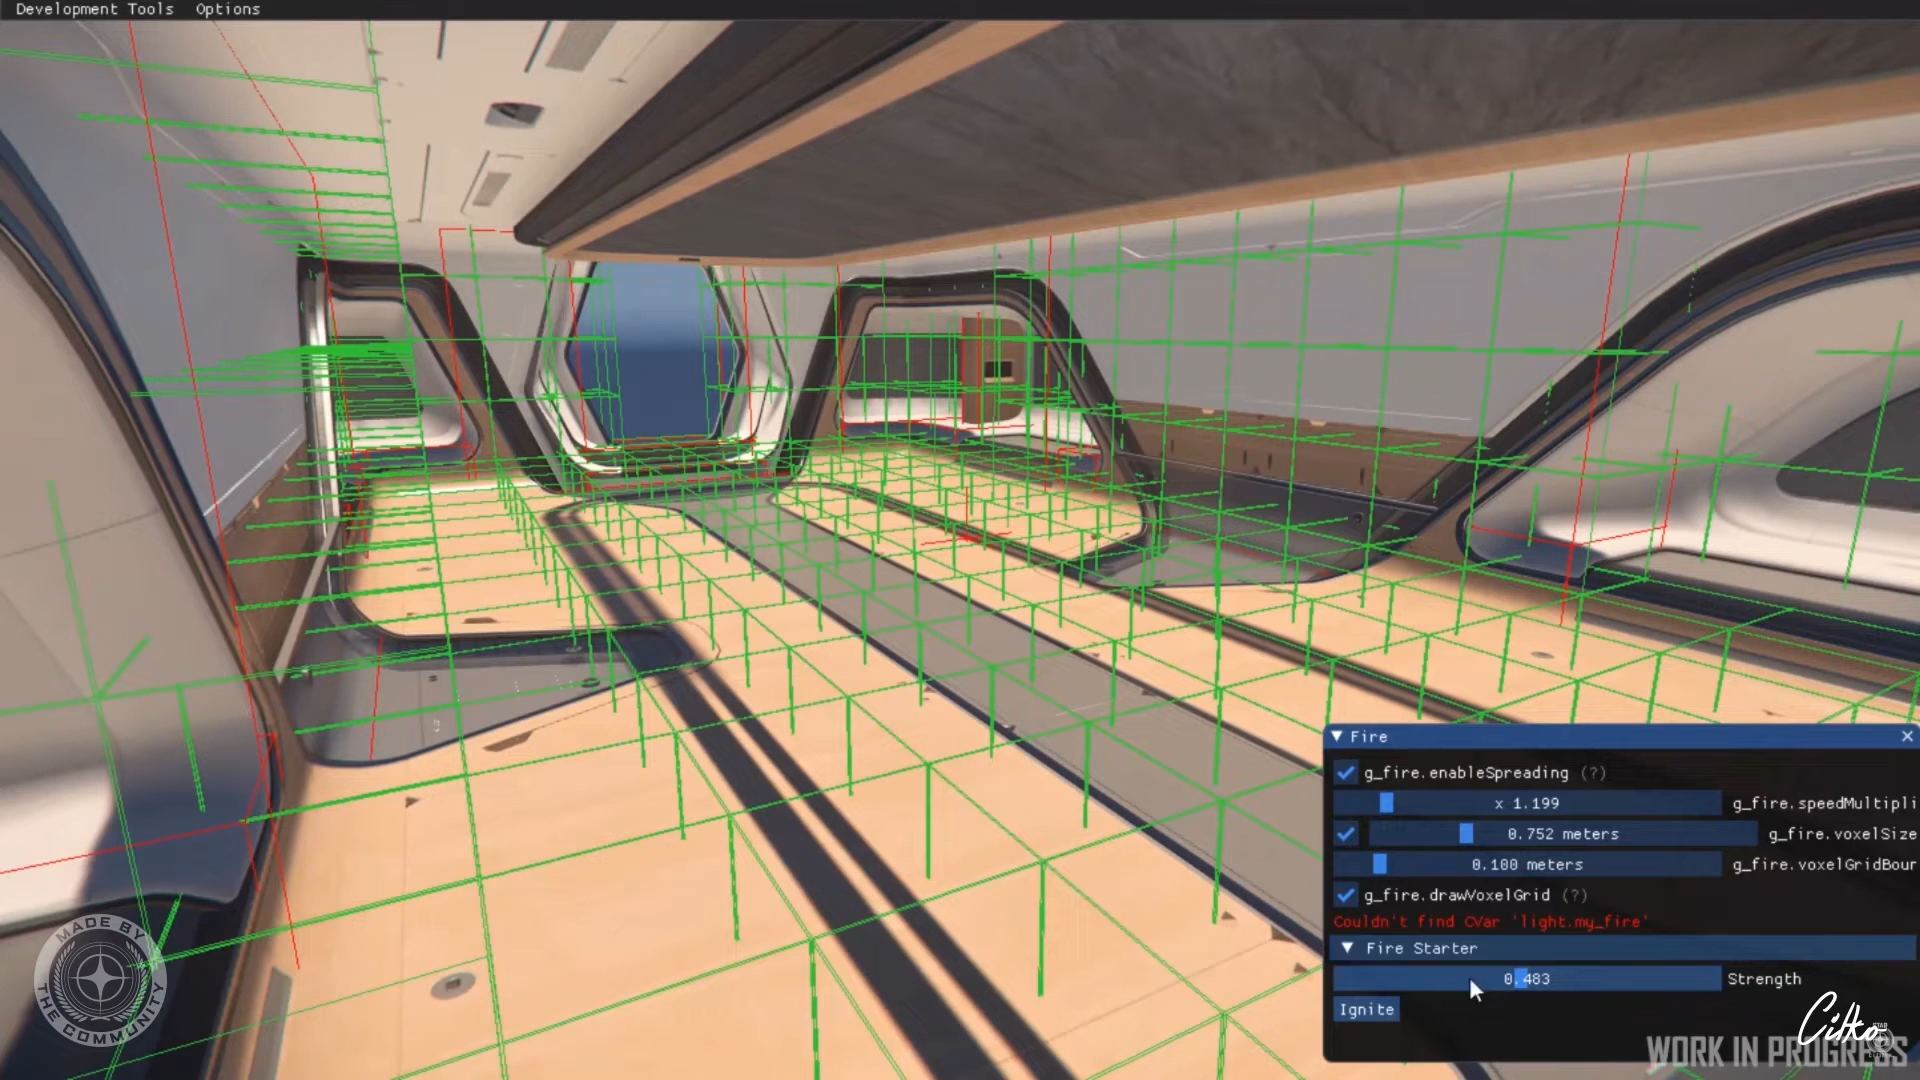 Development Tools Options
Fire
g_fire.enableSpreading (?)
x 1.199 g_fire.speedMultipli
0.752 meters g_fire.voxelSize
0.100 meters g_fire.voxelGridBour
g_fire.drawVoxelGrid (?)
Couldn't find CVar 'light.my_fire'
Fire Starter
0.483 Strength
Ignite
MADE BY
THE COMMUNITY
Citko
WORK IN PROGRESS